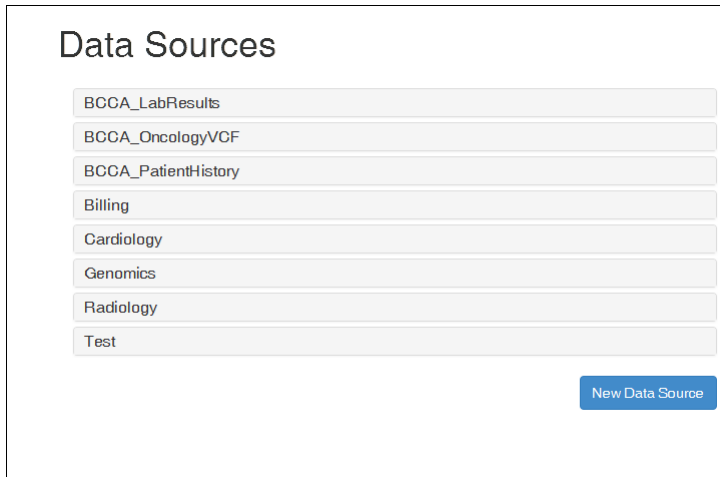 Data Sources
BCCA_LabResults
BCCA_OncologyVCF
BCCA_PatientHistory
Billing
Cardiology
Genomics
Radiology
Test
New Data Source